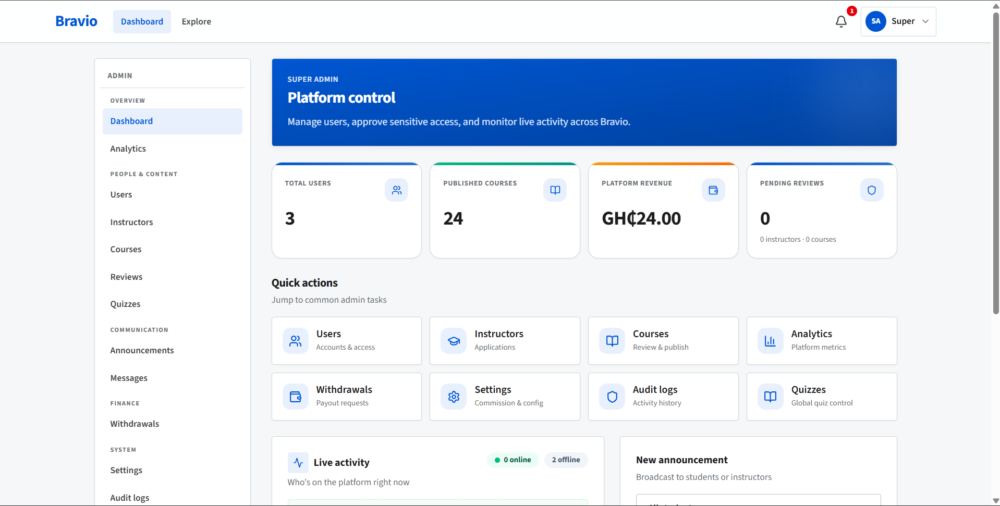 Bravio
Dashboard
Explore
1
SA
Super
ADMIN
OVERVIEW
Dashboard
Analytics
PEOPLE & CONTENT
Users
Instructors
Courses
Reviews
Quizzes
COMMUNICATION
Announcements
Messages
FINANCE
Withdrawals
SYSTEM
Settings
Audit logs
SUPER ADMIN
Platform control
Manage users, approve sensitive access, and monitor live activity across Bravio.
TOTAL USERS
3
PUBLISHED COURSES
24
PLATFORM REVENUE
GH₵24.00
PENDING REVIEWS
0
0 instructors · 0 courses
Quick actions
Jump to common admin tasks
Users
Accounts & access
Instructors
Applications
Courses
Review & publish
Analytics
Platform metrics
Withdrawals
Payout requests
Settings
Commission & config
Audit logs
Activity history
Quizzes
Global quiz control
Live activity
0 online
2 offline
Who's on the platform right now
New announcement
Broadcast to students or instructors